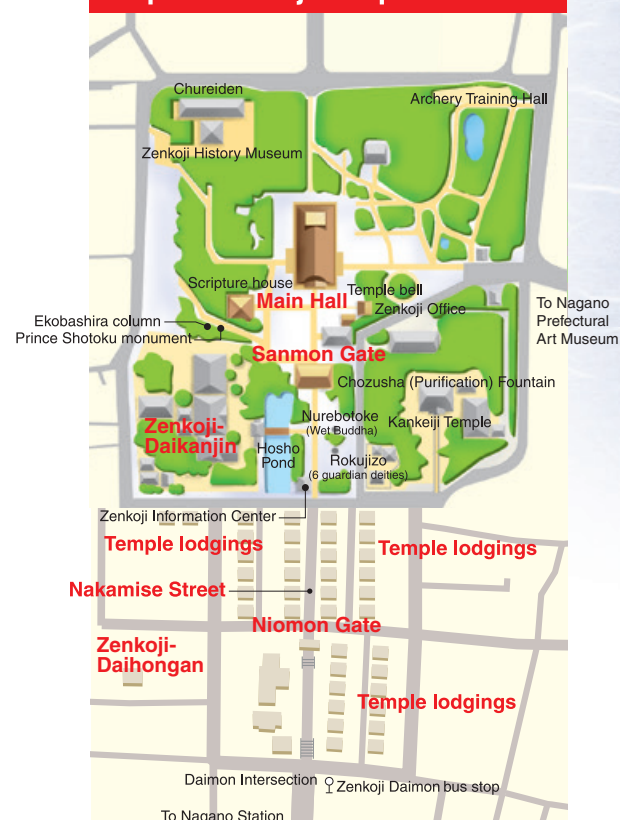 Chureiden
Archery Training Hall
Zenkoji History Museum
Scripture house
Main Hall
Temple bell
Zenkoji Office
To Nagano
Prefectural
Art Museum
Ekobashira column
Prince Shotoku monument
Sanmon Gate
Chozusha (Purification) Fountain
Nurebotoke
(Wet Buddha)
Kankeiji Temple
Zenkoji-
Daikanjin
Hosho
Pond
Rokujizo
(6 guardian deities)
Zenkoji Information Center
Temple lodgings
Temple lodgings
Nakamise Street
Niomon Gate
Zenkoji-
Daihongan
Temple lodgings
Daimon Intersection
Zenkoji Daimon bus stop
To Nagano Station